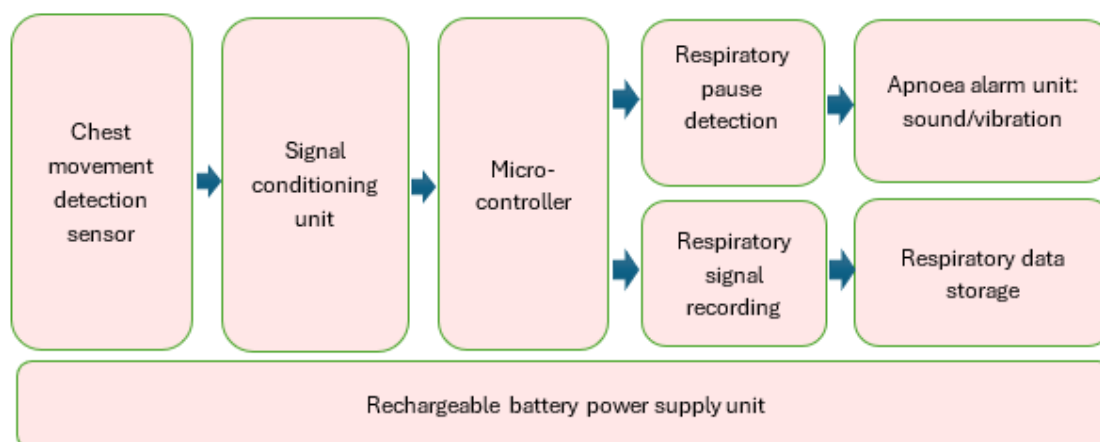 Chest
movement
detection
sensor
Signal
conditioning
unit
Micro-
controller
Respiratory
pause
detection
Apnoea alarm unit:
sound/vibration
Respiratory
signal
recording
Respiratory data
storage
Rechargeable battery power supply unit